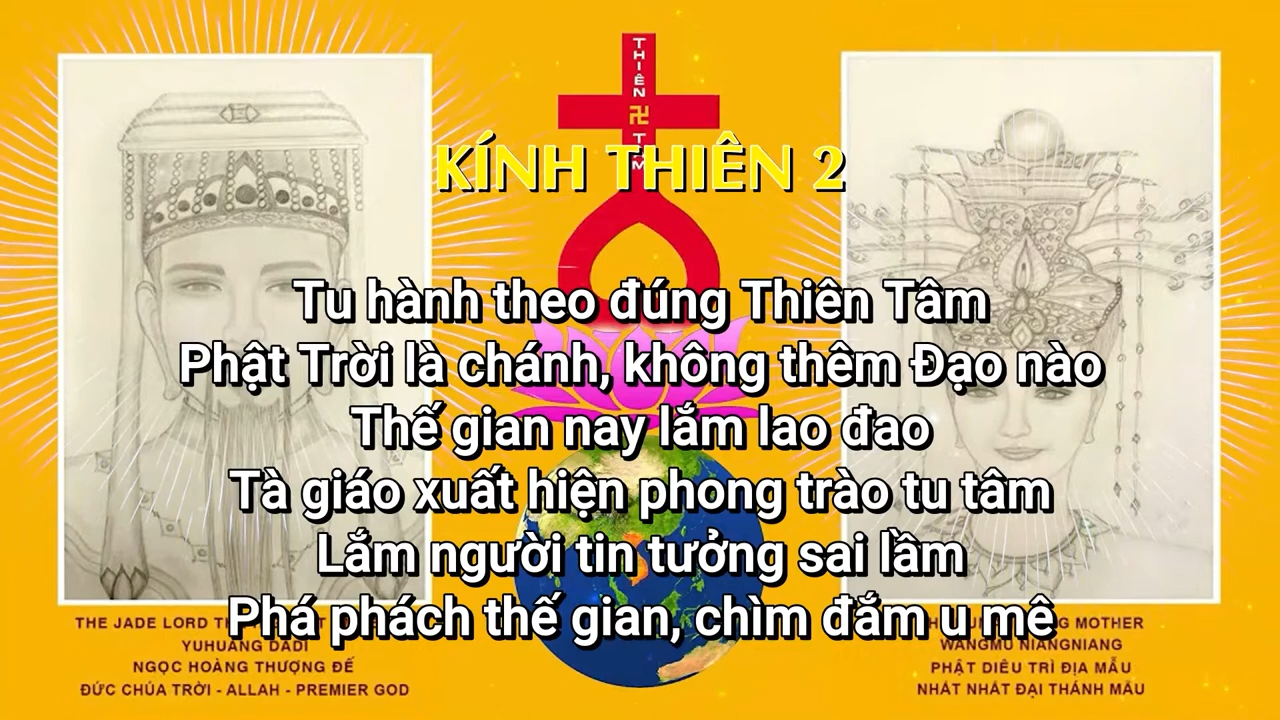 THIÊN
卍
KÍNH THIÊN 2
Tu hành theo đúng Thiên Tâm
Phật Trời là chánh, không thêm Đạo nào
Thế gian nay lắm lao đao
Tà giáo xuất hiện phong trào tu tâm
Lắm người tin tưởng sai lầm
Phá phách thế gian, chìm đắm u mê
THE JADE LORD
YUHUANG DADI
NGỌC HOÀNG THƯỢNG ĐẾ
ĐỨC CHÚA TRỜI - ALLAH - PREMIER GOD
MOTHER
WANGMU NIANGNIANG
PHẬT DIÊU TRÌ ĐỊA MẪU
NHẤT NHẤT ĐẠI THÁNH MẪU